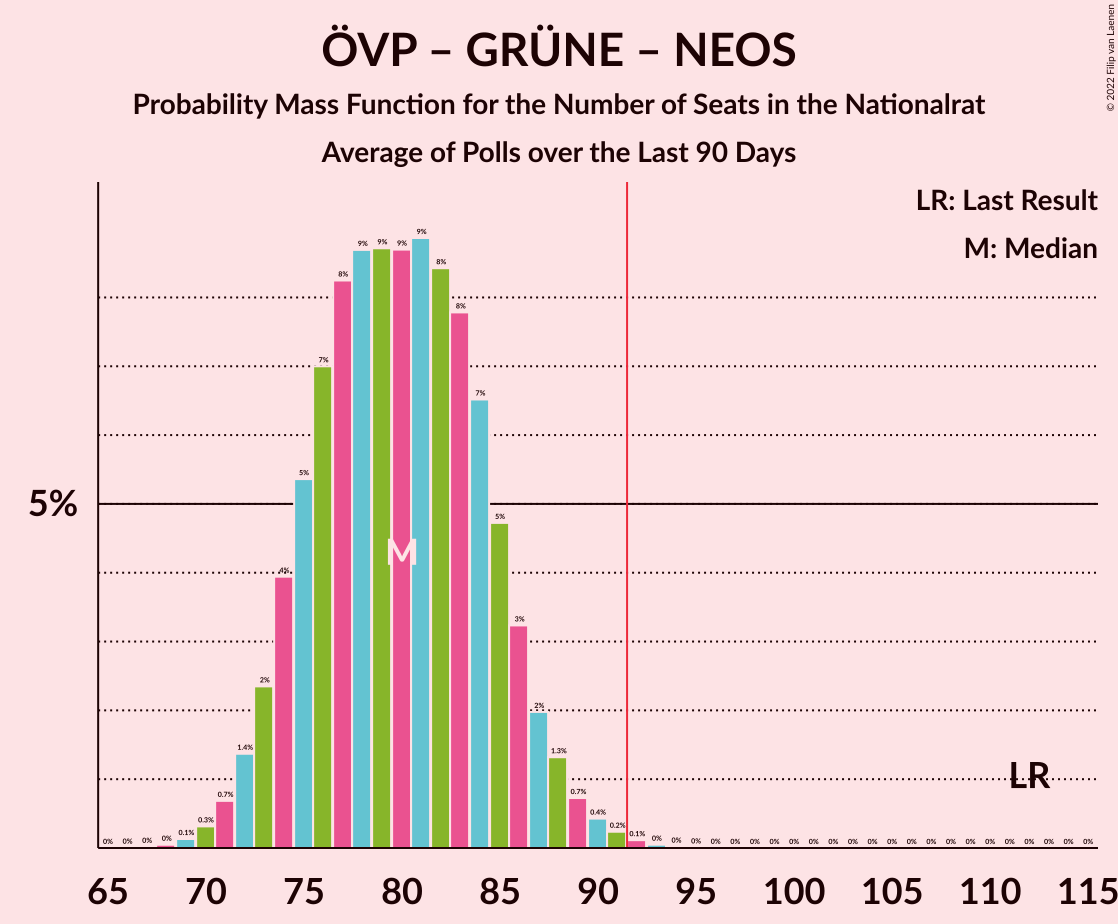 ÖVP – GRÜNE – NEOS
Probability Mass Function for the Number of Seats in the Nationalrat
Average of Polls over the Last 90 Days
© 2022 Filip van Laenen
LR: Last Result
M: Median
5%
0% 0% 0% 0% 0.1% 0.3% 0.7% 1.4% 2% 4% 5% 7% 8% 9% 9% 9% 9% 8% 8% 7% 5% 3% 2% 1.3% 0.7% 0.4% 0.2% 0.1% 0% 0% 0% 0% 0% 0% 0% 0% 0% 0% 0% 0% 0% 0% 0% 0% 0% 0% 0% 0% 0% 0% 0%
M
LR
65 70 75 80 85 90 95 100 105 110 115